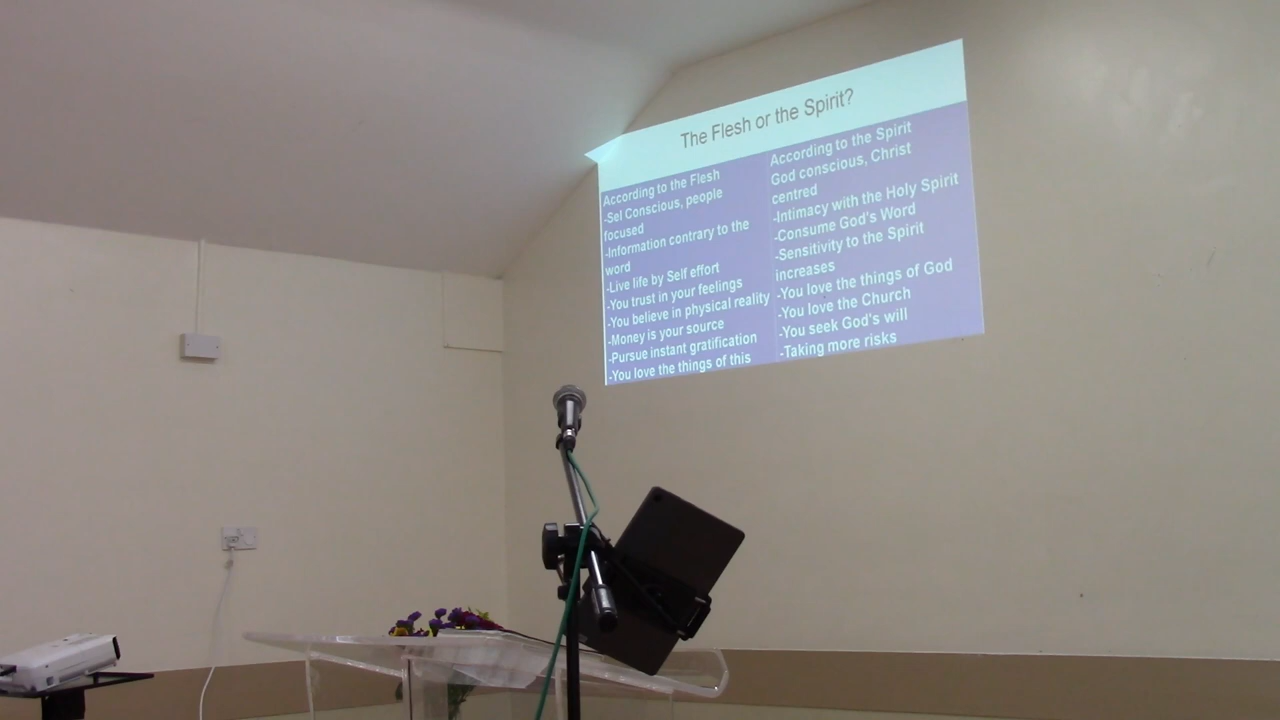 The Flesh or the Spirit?
According to the Flesh
-Sel Conscious, people
focused
-Information contrary to the
word
-Live life by Self effort
-You trust in your feelings
-You believe in physical reality
-Money is your source
-Pursue instant gratification
-You love the things of this
According to the Spirit
God conscious, Christ
centred
-Intimacy with the Holy Spirit
-Consume God's Word
-Sensitivity to the Spirit
increases
-You love the things of God
-You love the Church
-You seek God's will
-Taking more risks